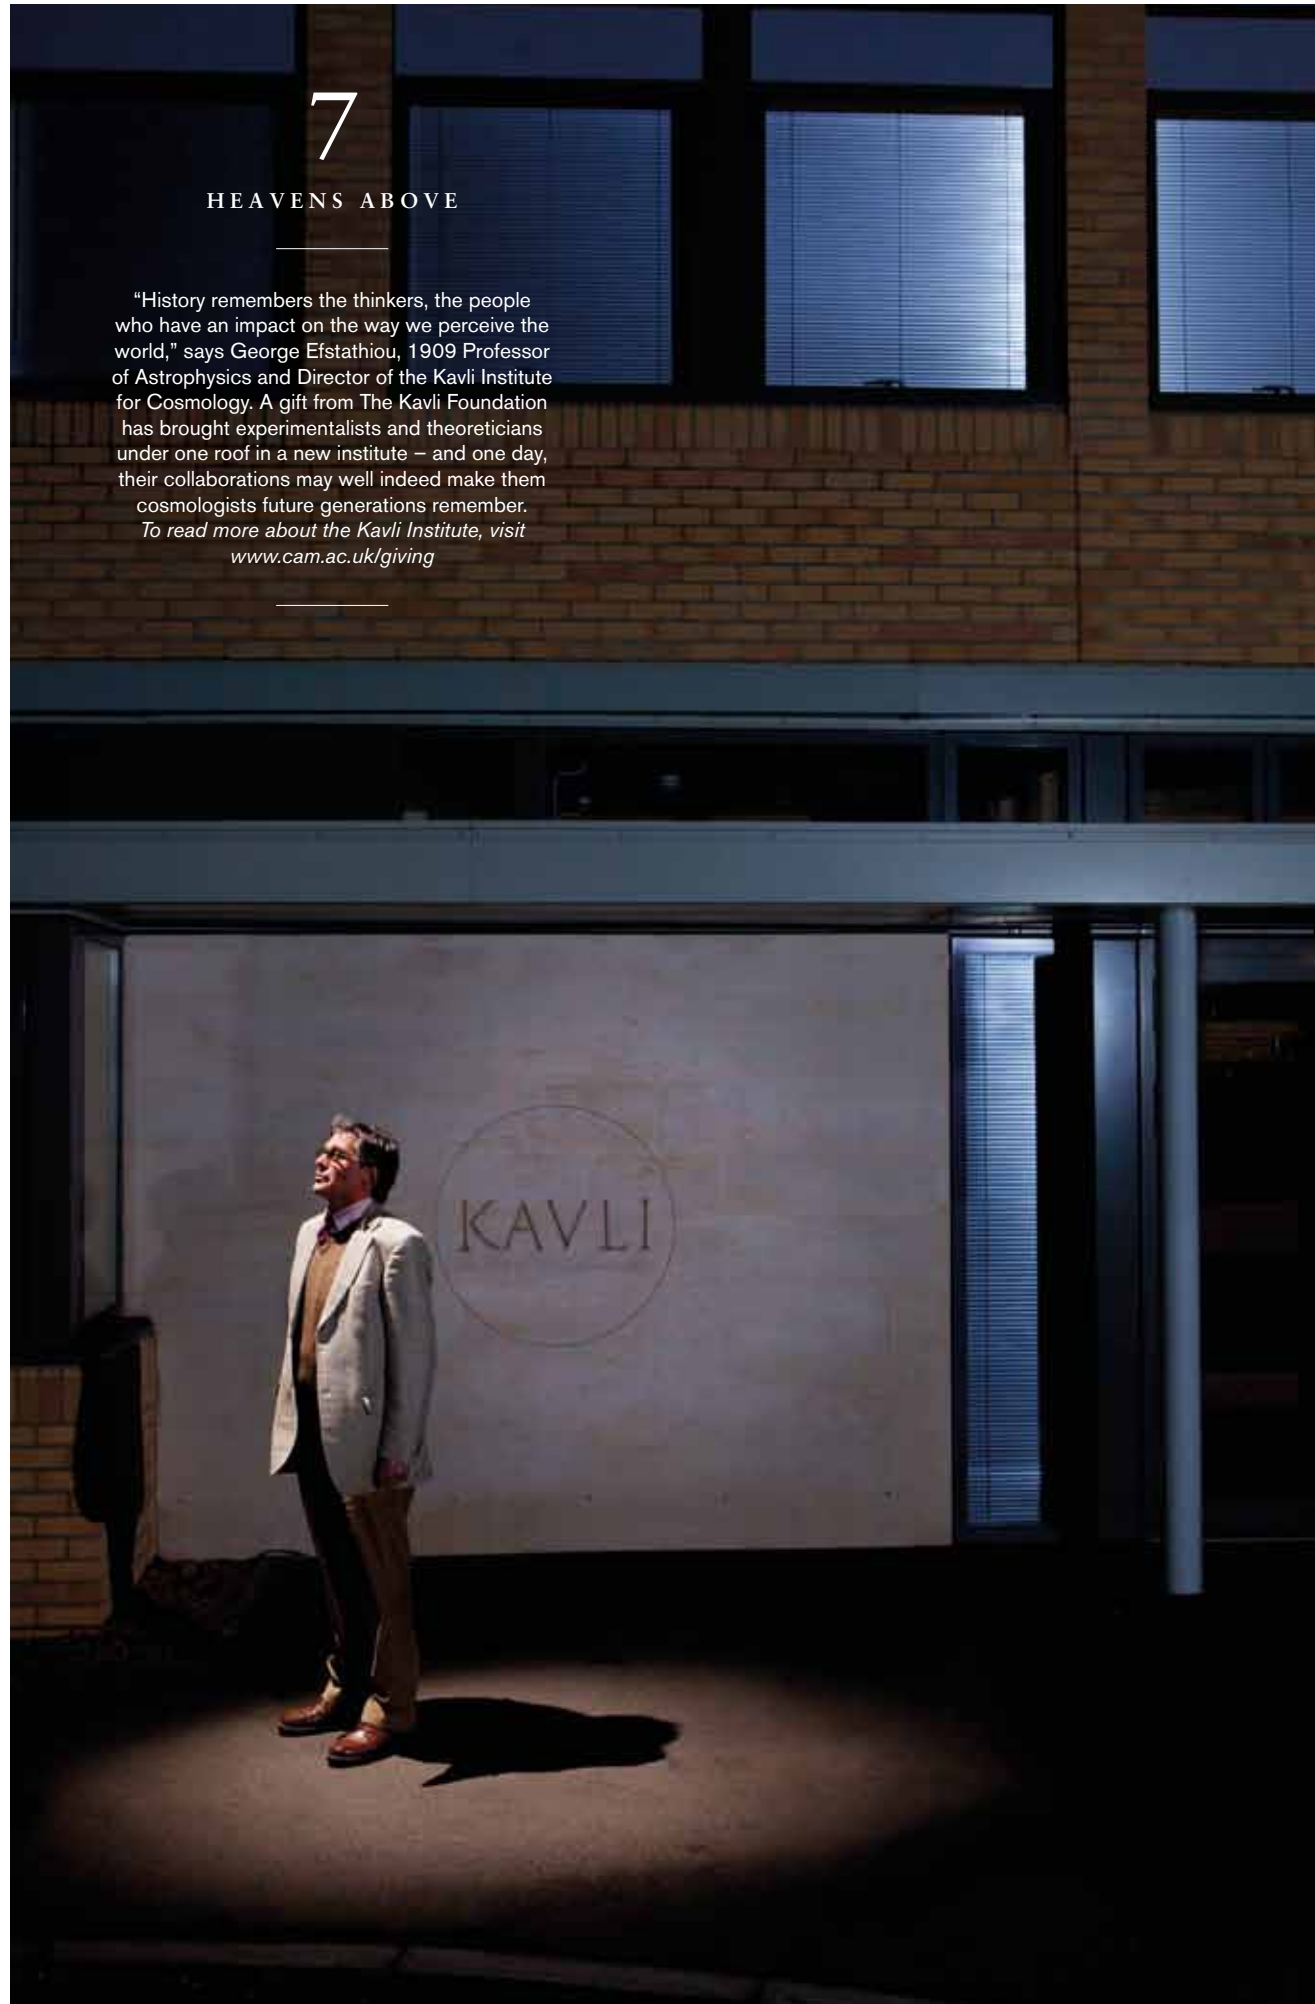 7
HEAVENS ABOVE
“History remembers the thinkers, the people
who have an impact on the way we perceive the
world,” says George Efstathiou, 1909 Professor
of Astrophysics and Director of the Kavli Institute
for Cosmology. A gift from The Kavli Foundation
has brought experimentalists and theoreticians
under one roof in a new institute – and one day,
their collaborations may well indeed make them
cosmologists future generations remember.
To read more about the Kavli Institute, visit
www.cam.ac.uk/giving
KAVLI